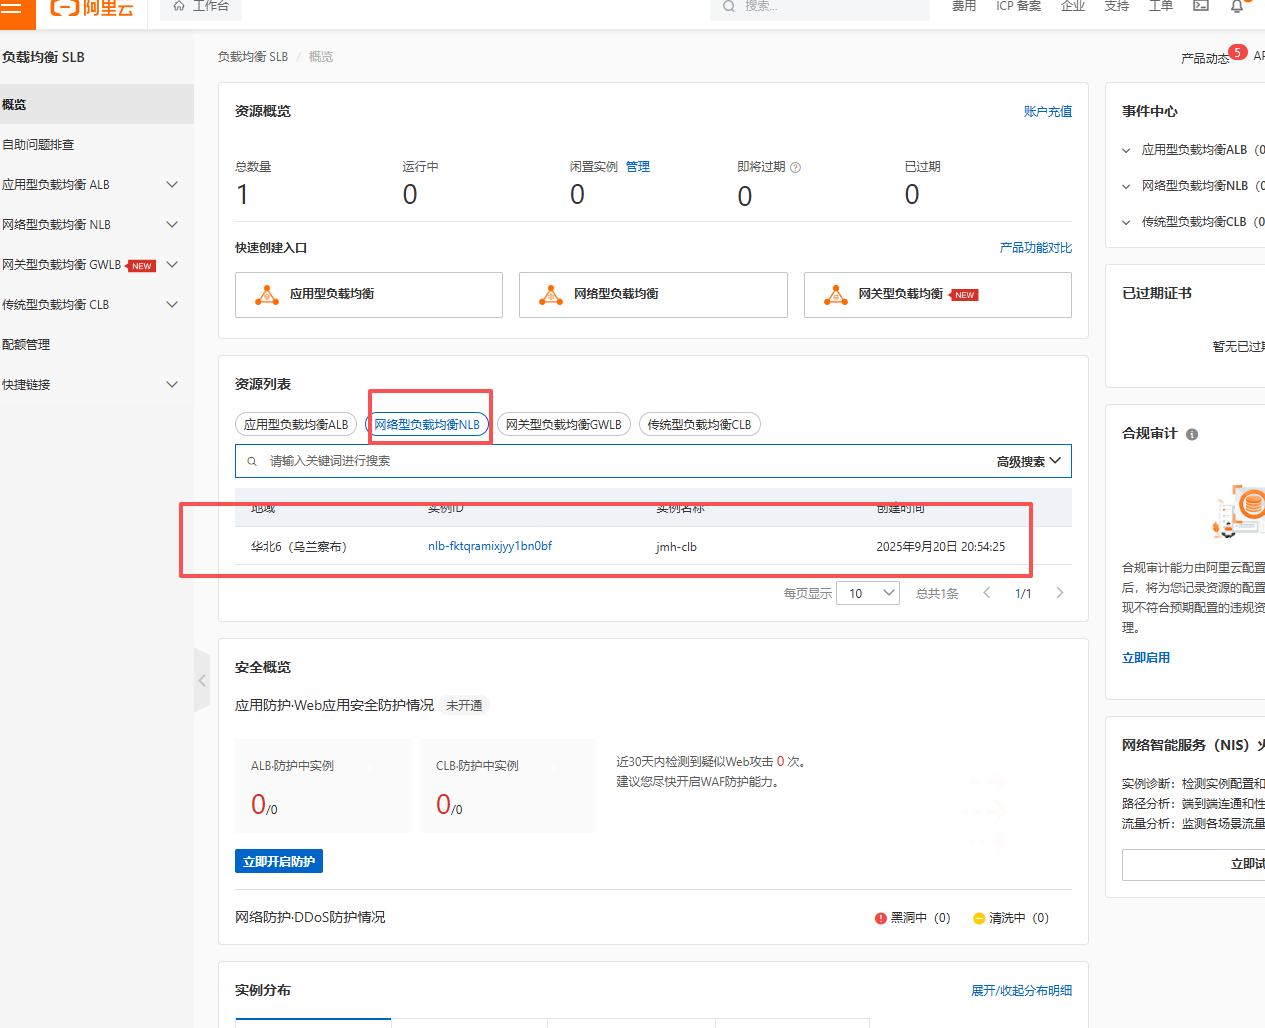 阿里云
工作台
搜索...
费用
ICP 备案
企业
支持
工单
负载均衡 SLB
概览
自助问题排查
应用型负载均衡 ALB
网络型负载均衡 NLB
网关型负载均衡 GWLB NEW
传统型负载均衡 CLB
配额管理
快捷链接
负载均衡 SLB / 概览
产品动态 5
资源概览
账户充值
总数量
运行中
闲置实例 管理
即将过期
已过期
1
0
0
0
0
快速创建入口
产品功能对比
应用型负载均衡
网络型负载均衡
网关型负载均衡 NEW
资源列表
应用型负载均衡ALB
网络型负载均衡NLB
网关型负载均衡GWLB
传统型负载均衡CLB
请输入关键词进行搜索
高级搜索
地域
实例ID
实例名称
创建时间
华北6（乌兰察布）
nlb-fktqramixjyy1bn0bf
jmh-clb
2025年9月20日 20:54:25
每页显示 10 总共1条 1/1
安全概览
应用防护·Web应用安全防护情况 未开通
ALB·防护中实例
0/0
CLB·防护中实例
0/0
近30天内检测到疑似Web攻击 0 次。
建议您尽快开启WAF防护能力。
立即开启防护
网络防护·DDoS防护情况
黑洞中（0）
清洗中（0）
实例分布
展开/收起分布明细
事件中心
应用型负载均衡ALB（0
网络型负载均衡NLB（0
传统型负载均衡CLB（0
已过期证书
暂无已过
合规审计
合规审计能力由阿里云配置
后，将为您记录资源的配置
现不符合预期配置的违规资
理。
立即启用
网络智能服务（NIS）
实例诊断：检测实例配置和
路径分析：端到端连通和性
流量分析：监测各场景流量
立即试